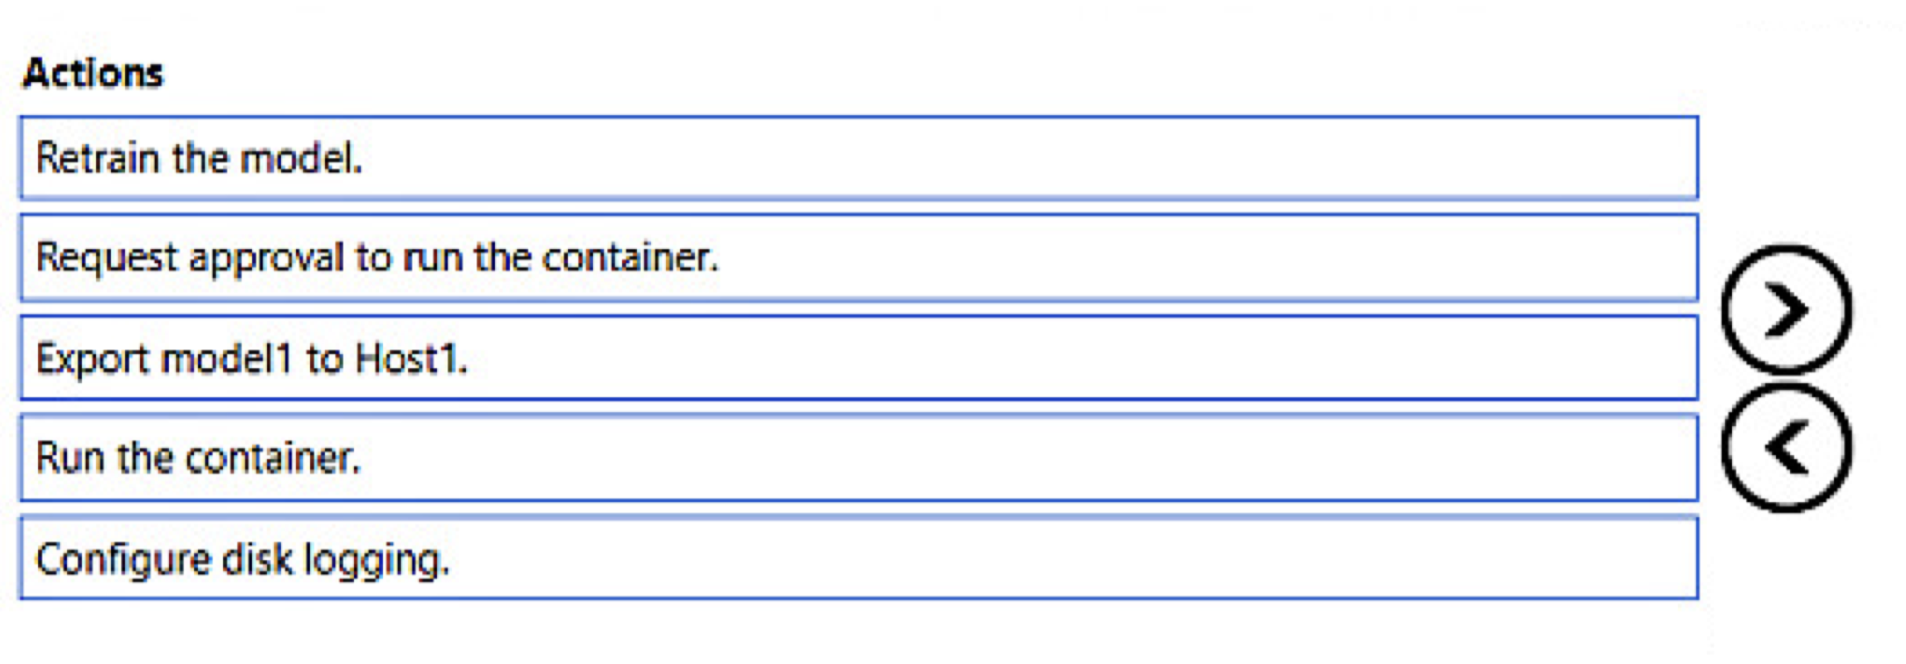 Actions
Retrain the model.
Request approval to run the container.
Export model1 to Host1.
Run the container.
Configure disk logging.